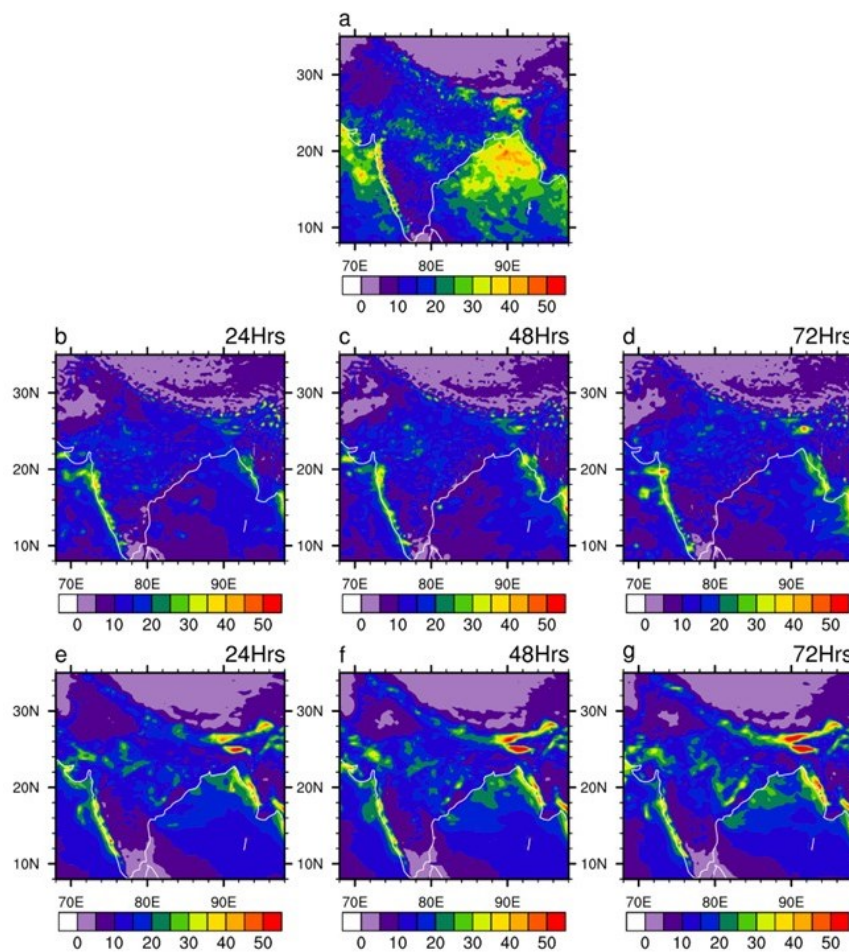 a
30N
20N
10N
70E 80E 90E
0 10 20 30 40 50
b 24Hrs
c 48Hrs
d 72Hrs
30N 30N 30N
20N 20N 20N
10N 10N 10N
70E 80E 90E 70E 80E 90E 70E 80E 90E
0 10 20 30 40 50 0 10 20 30 40 50 0 10 20 30 40 50
e 24Hrs
f 48Hrs
g 72Hrs
30N 30N 30N
20N 20N 20N
10N 10N 10N
70E 80E 90E 70E 80E 90E 70E 80E 90E
0 10 20 30 40 50 0 10 20 30 40 50 0 10 20 30 40 50